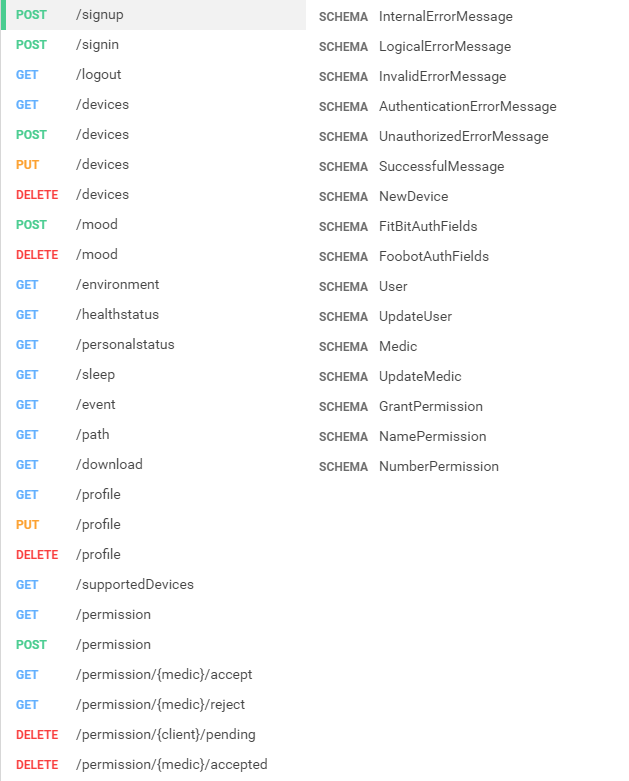 POST /signup
POST /signin
GET /logout
GET /devices
POST /devices
PUT /devices
DELETE /devices
POST /mood
DELETE /mood
GET /environment
GET /healthstatus
GET /personalstatus
GET /sleep
GET /event
GET /path
GET /download
GET /profile
PUT /profile
DELETE /profile
GET /supportedDevices
GET /permission
POST /permission
GET /permission/{medic}/accept
GET /permission/{medic}/reject
DELETE /permission/{client}/pending
DELETE /permission/{medic}/accepted
SCHEMA InternalErrorMessage
SCHEMA LogicalErrorMessage
SCHEMA InvalidErrorMessage
SCHEMA AuthenticationErrorMessage
SCHEMA UnauthorizedErrorMessage
SCHEMA SuccessfulMessage
SCHEMA NewDevice
SCHEMA FitBitAuthFields
SCHEMA FoobotAuthFields
SCHEMA User
SCHEMA UpdateUser
SCHEMA Medic
SCHEMA UpdateMedic
SCHEMA GrantPermission
SCHEMA NamePermission
SCHEMA NumberPermission